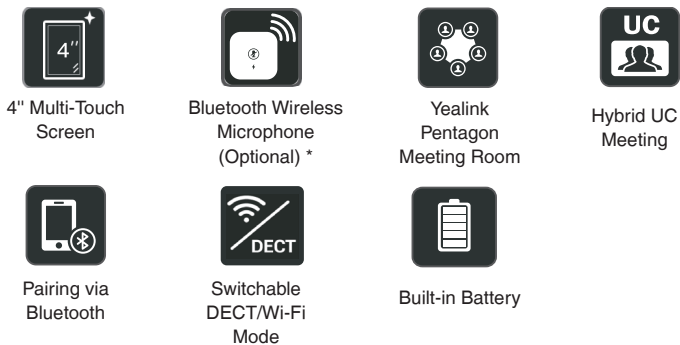 4"
4" Multi-Touch
Screen
Bluetooth Wireless
Microphone
(Optional) *
Yealink
Pentagon
Meeting Room
UC
Hybrid UC
Meeting
Pairing via
Bluetooth
DECT
Switchable
DECT/Wi-Fi
Mode
Built-in Battery